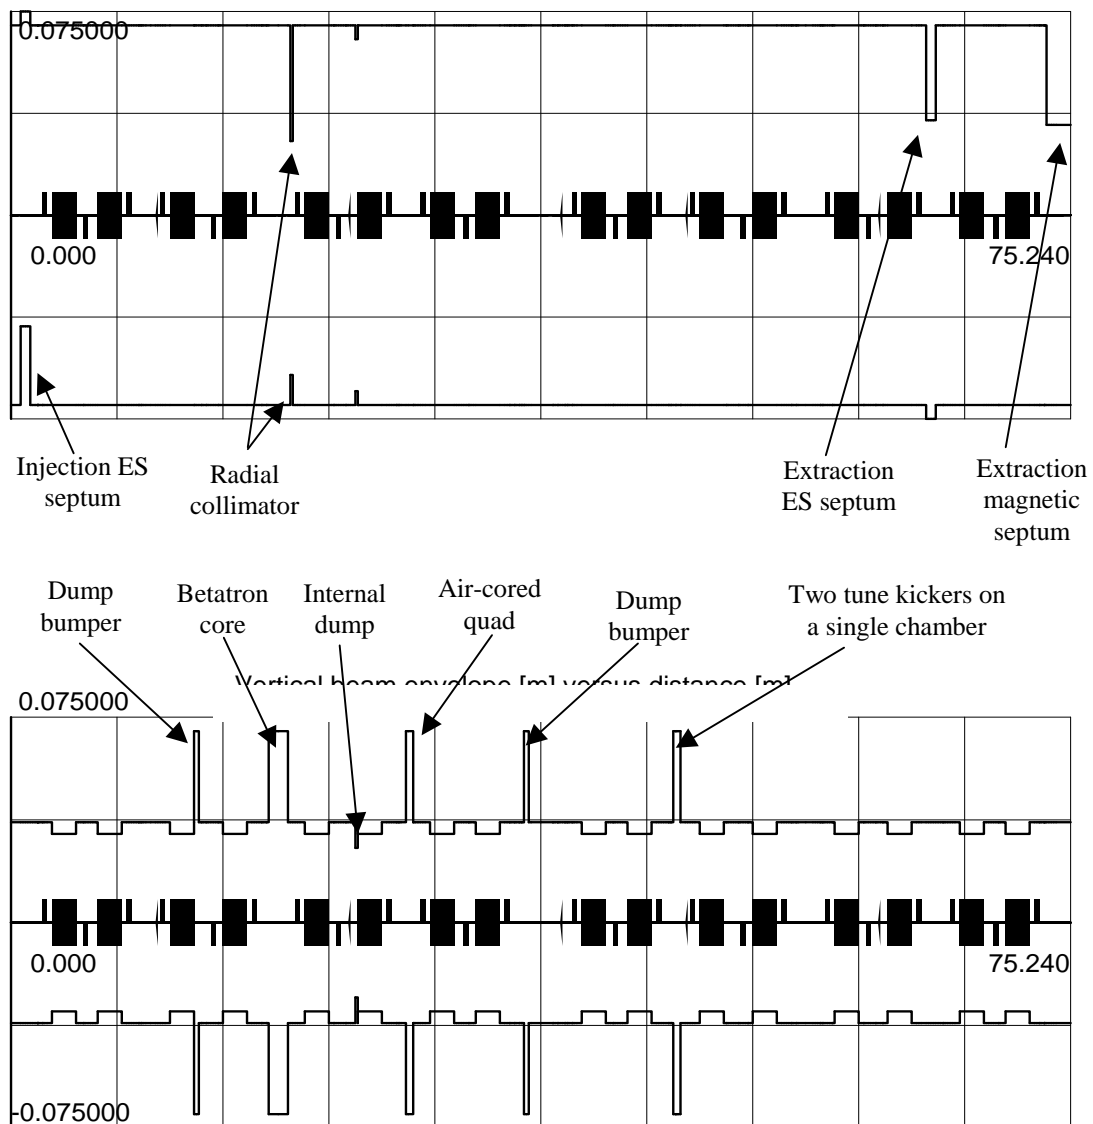 0.075000
0.000
75.240
Injection ES
septum
Radial
collimator
Extraction
ES septum
Extraction
magnetic
septum
Dump
bumper
Betatron
core
Internal
dump
Air-cored
quad
Dump
bumper
Two tune kickers on
a single chamber
Vertical beam envelope [m] versus distance [m]
0.075000
0.000
75.240
-0.075000